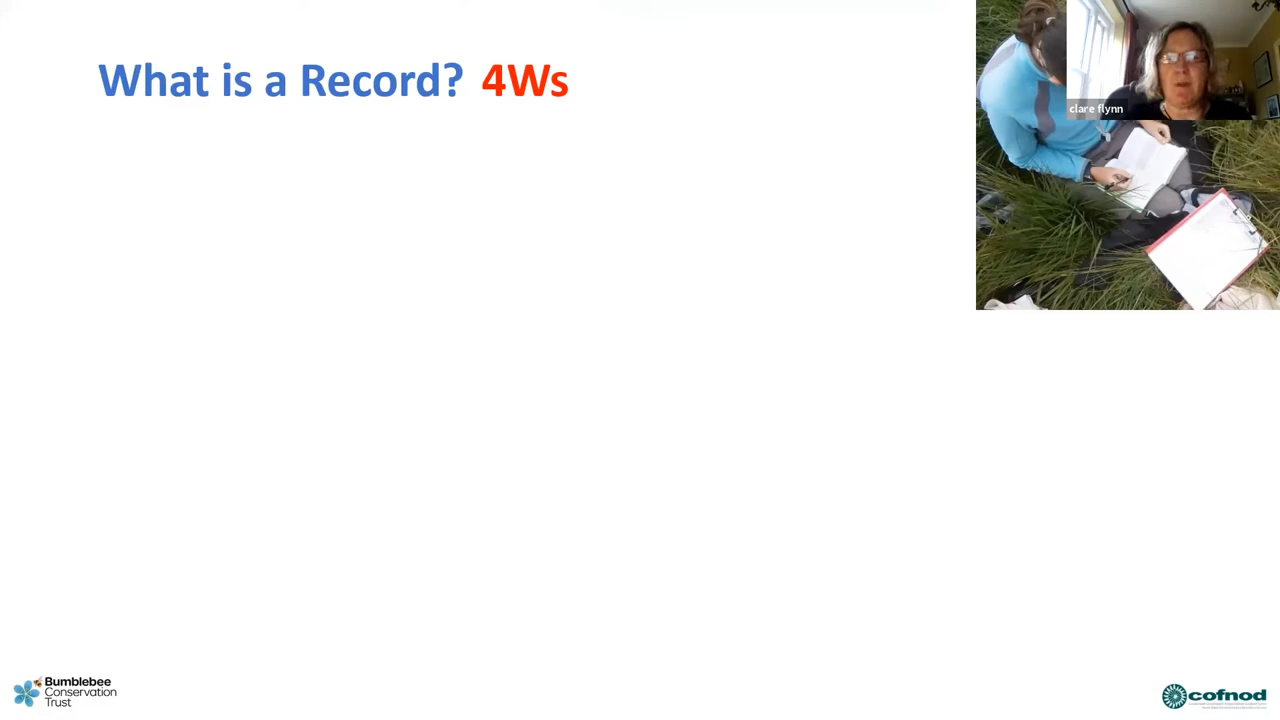 What is a Record? 4Ws
clare flynn
Bumblebee
Conservation
Trust
cofnod